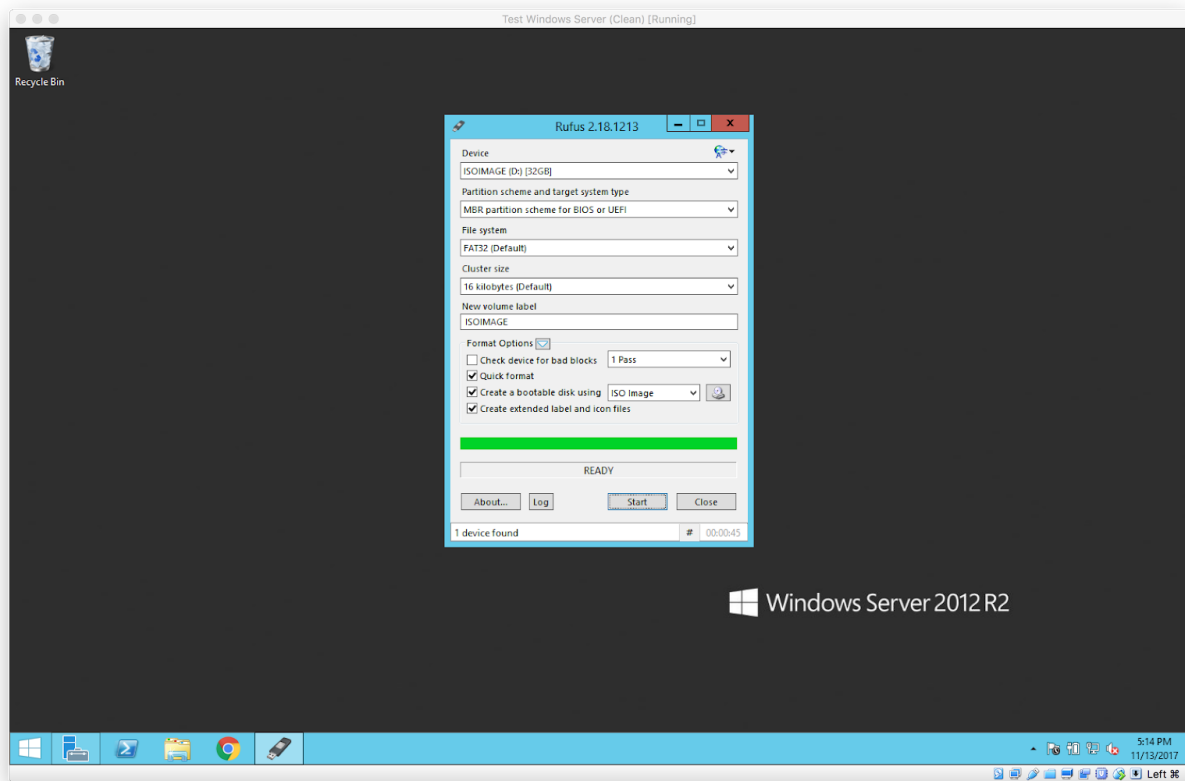 Test Windows Server (Clean) [Running]
Recycle Bin
Rufus 2.18.1213
Device
ISOIMAGE (D:) [32GB]
Partition scheme and target system type
MBR partition scheme for BIOS or UEFI
File system
FAT32 (Default)
Cluster size
16 kilobytes (Default)
New volume label
ISOIMAGE
Format Options
Check device for bad blocks 1 Pass
Quick format
Create a bootable disk using ISO Image
Create extended label and icon files
READY
About... Log Start Close
1 device found # 00:00:45
Windows Server 2012 R2
5:14 PM
11/13/2017
Left ⌘